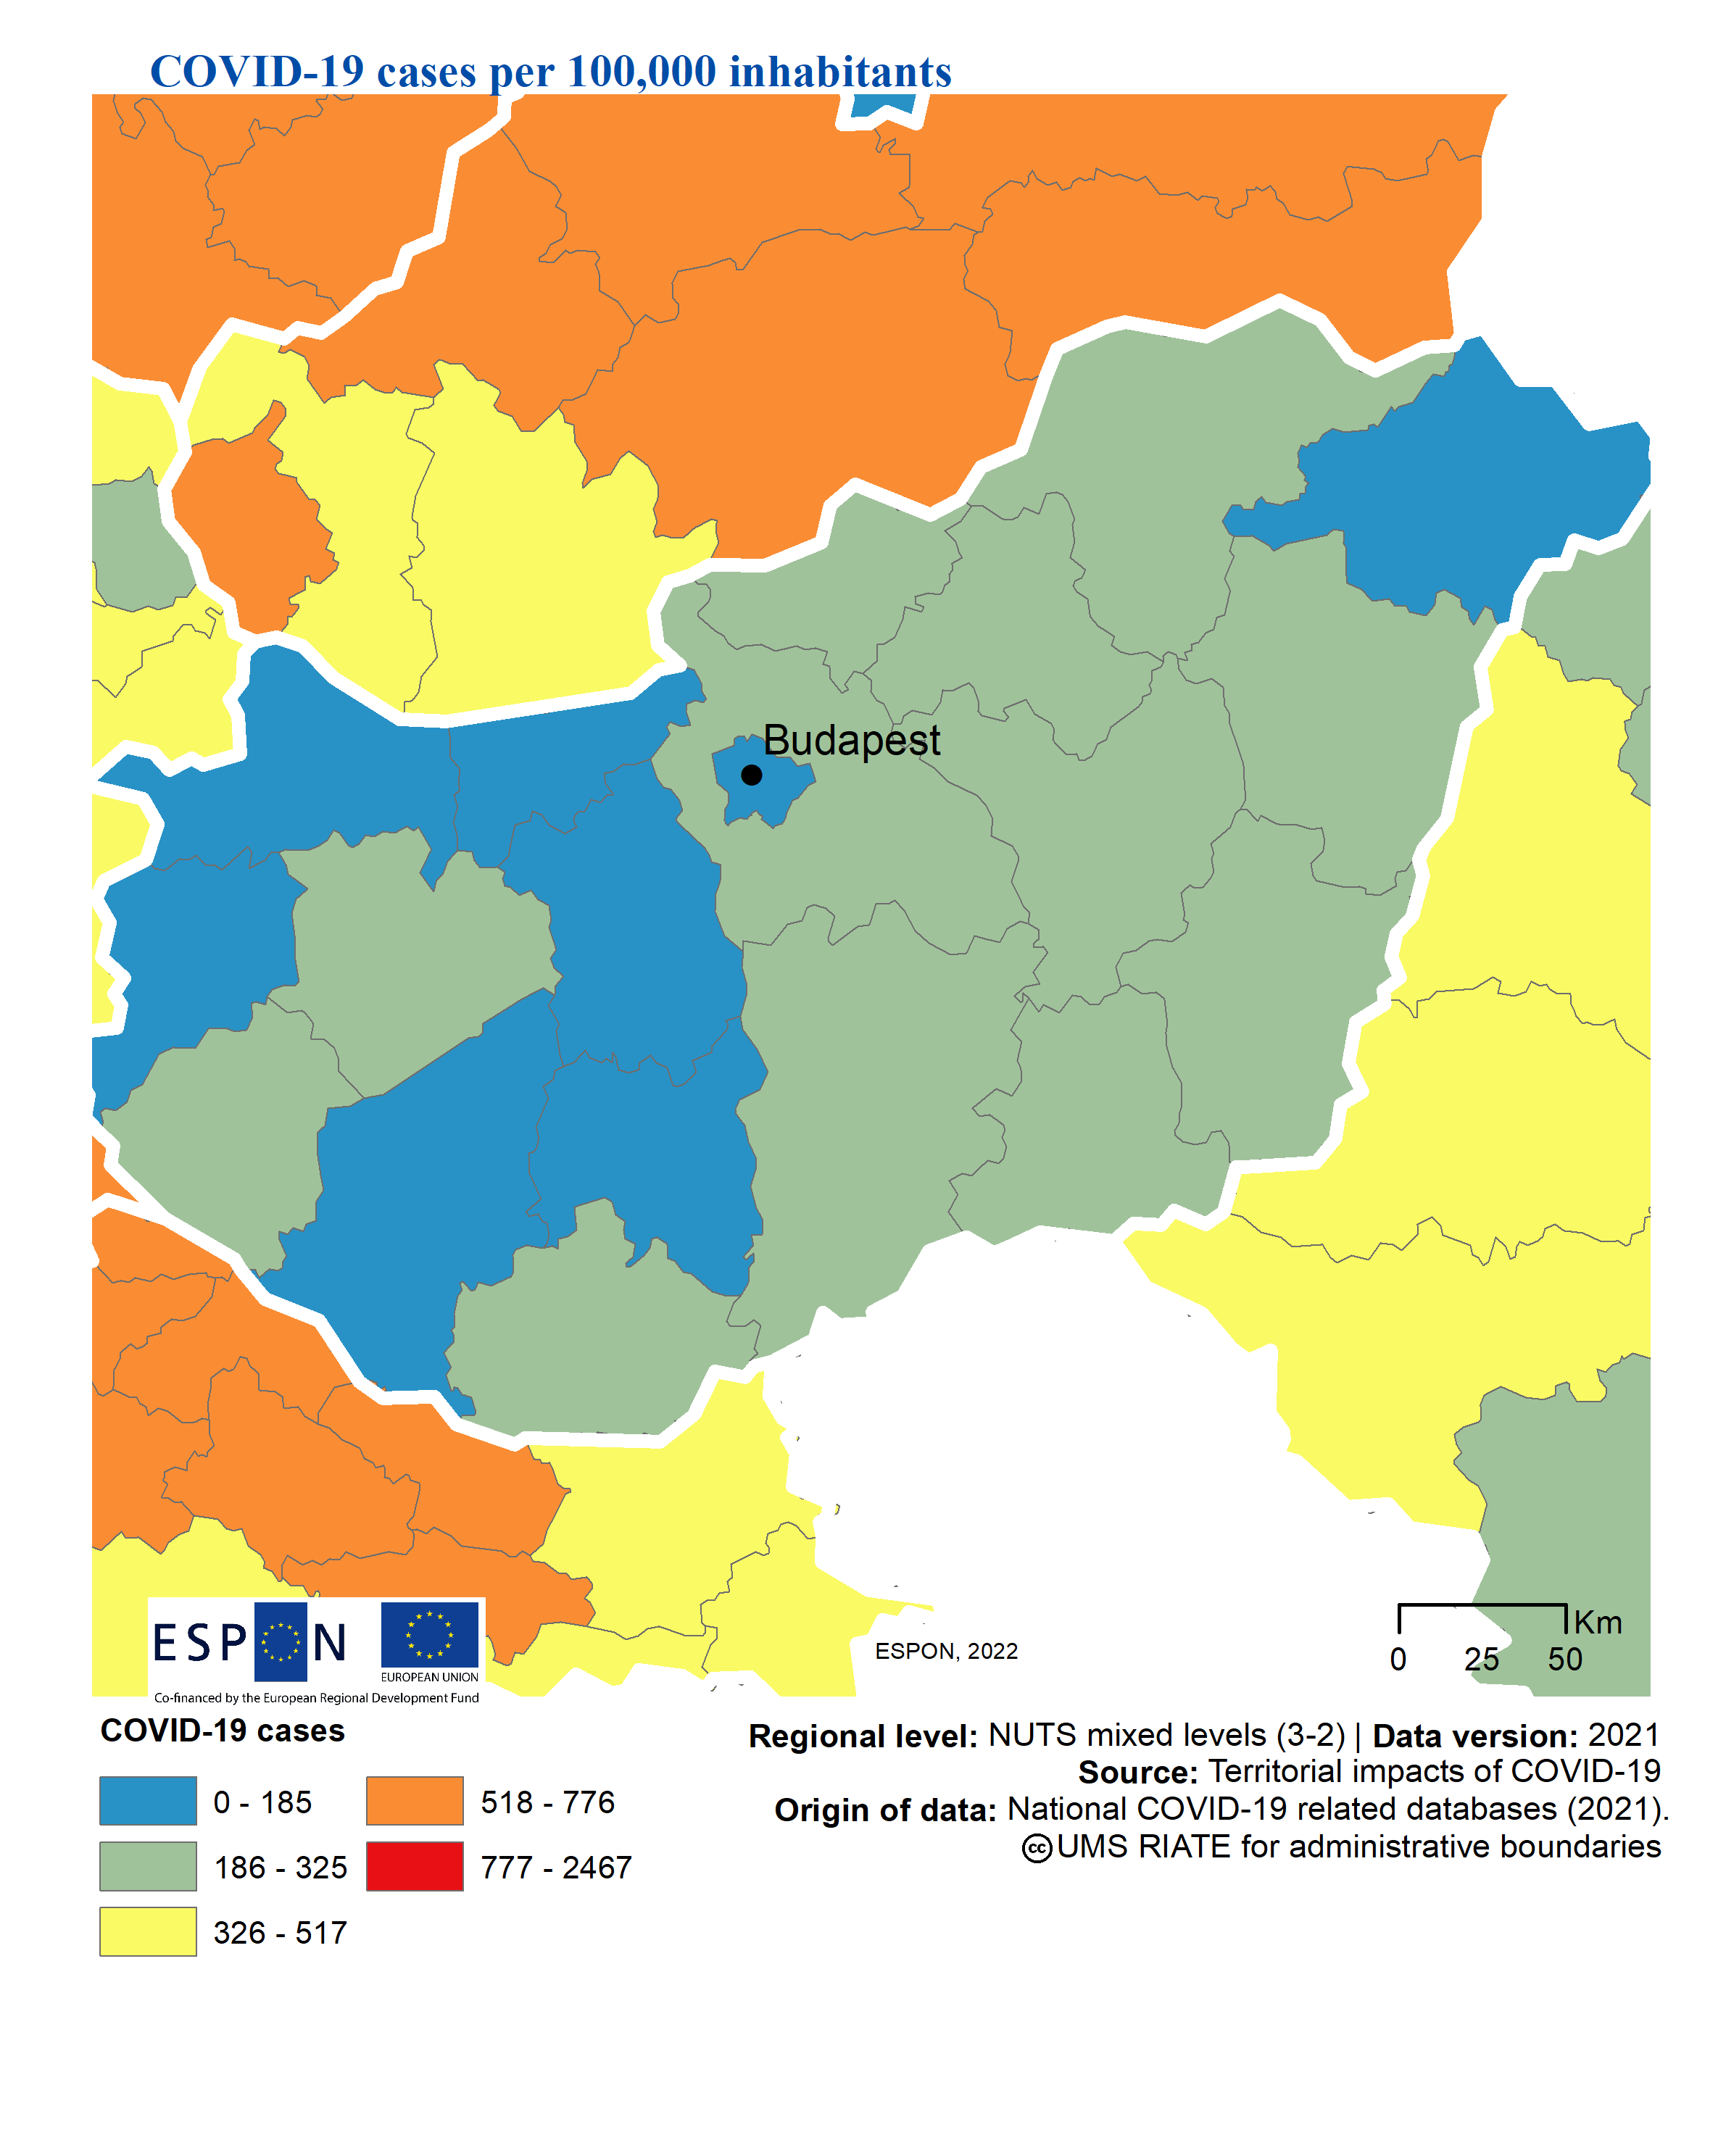 COVID-19 cases per 100,000 inhabitants
Budapest
ESPON, 2022
Km
0 25 50
ESPON
EUROPEAN UNION
Co-financed by the European Regional Development Fund
COVID-19 cases
0 - 185
186 - 325
326 - 517
518 - 776
777 - 2467
Regional level: NUTS mixed levels (3-2) | Data version: 2021
Source: Territorial impacts of COVID-19
Origin of data: National COVID-19 related databases (2021).
cc UMS RIATE for administrative boundaries